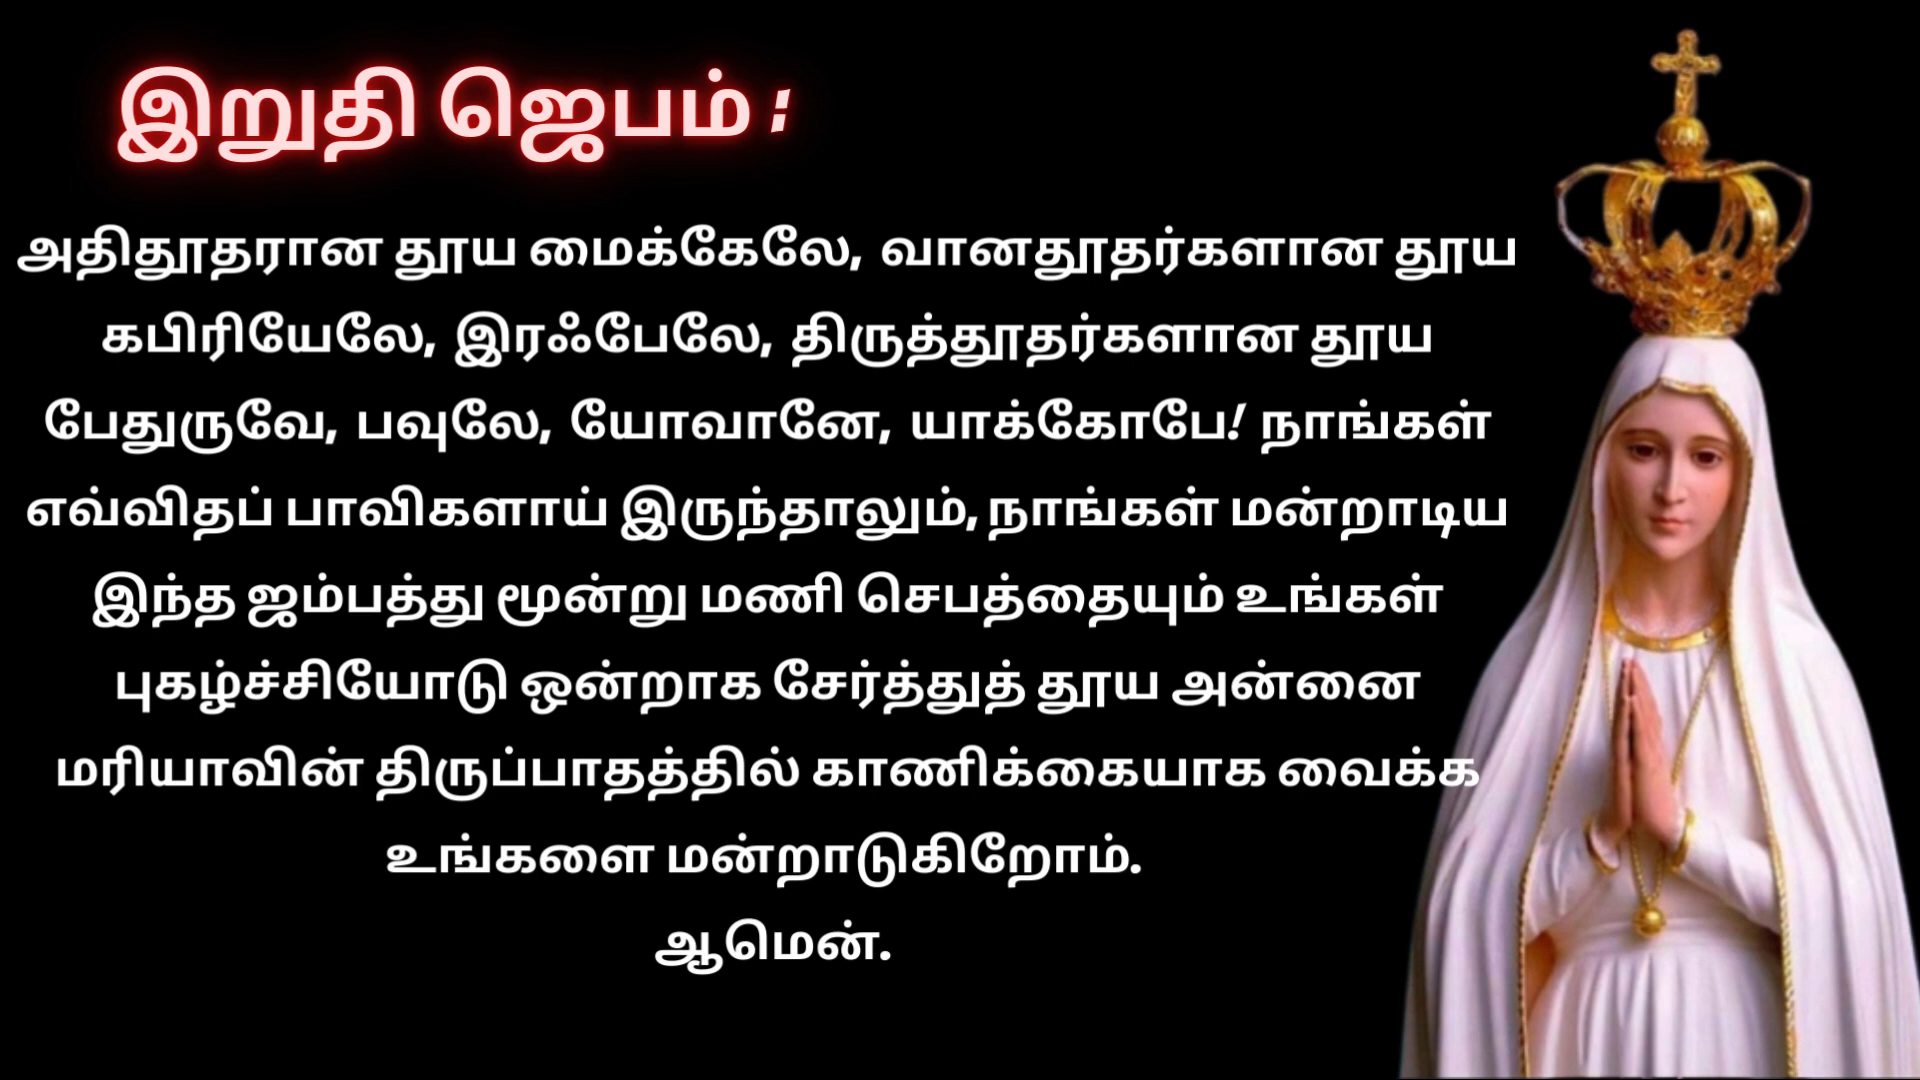 இறுதி ஜெபம் :
அதிதூதரான தூய மைக்கேலே, வானதூதர்களான தூய
கபிரியேலே, இரஃபேலே, திருத்தூதர்களான தூய
பேதுருவே, பவுலே, யோவானே, யாக்கோபே! நாங்கள்
எவ்விதப் பாவிகளாய் இருந்தாலும், நாங்கள் மன்றாடிய
இந்த ஐம்பத்து மூன்று மணி செபத்தையும் உங்கள்
புகழ்ச்சியோடு ஒன்றாக சேர்த்துத் தூய அன்னை
மரியாவின் திருப்பாதத்தில் காணிக்கையாக வைக்க
உங்களை மன்றாடுகிறோம்.
ஆமென்.